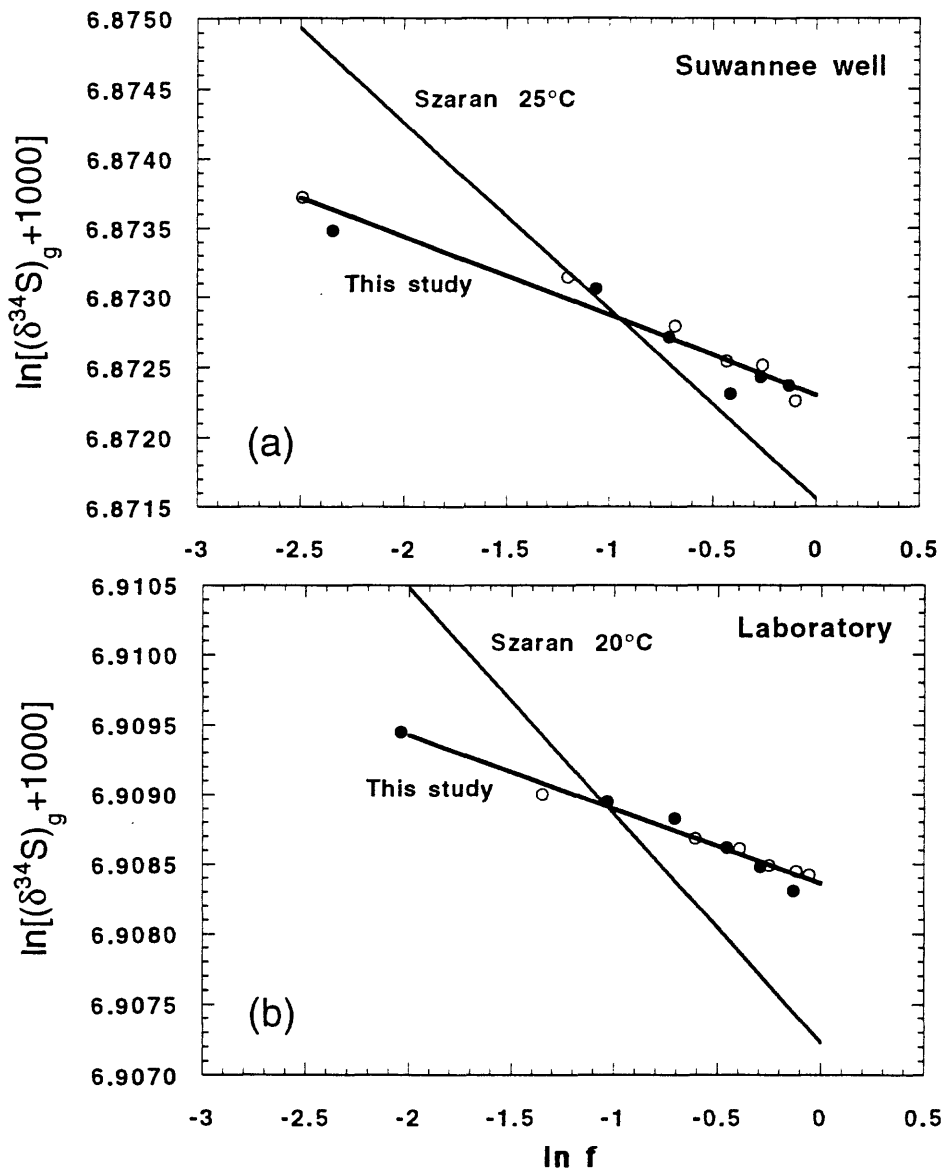 6.8750
Suwannee well
6.8745
Szaran 25°C
6.8740
6.8735
This study
6.8730
ln[(δ³⁴S)g+1000]
6.8725
6.8720
(a)
6.8715
-3 -2.5 -2 -1.5 -1 -0.5 0 0.5
6.9105
Laboratory
Szaran 20°C
6.9100
6.9095
This study
6.9090
ln[(δ³⁴S)g+1000]
6.9085
6.9080
6.9075
(b)
6.9070
-3 -2.5 -2 -1.5 -1 -0.5 0 0.5
ln f